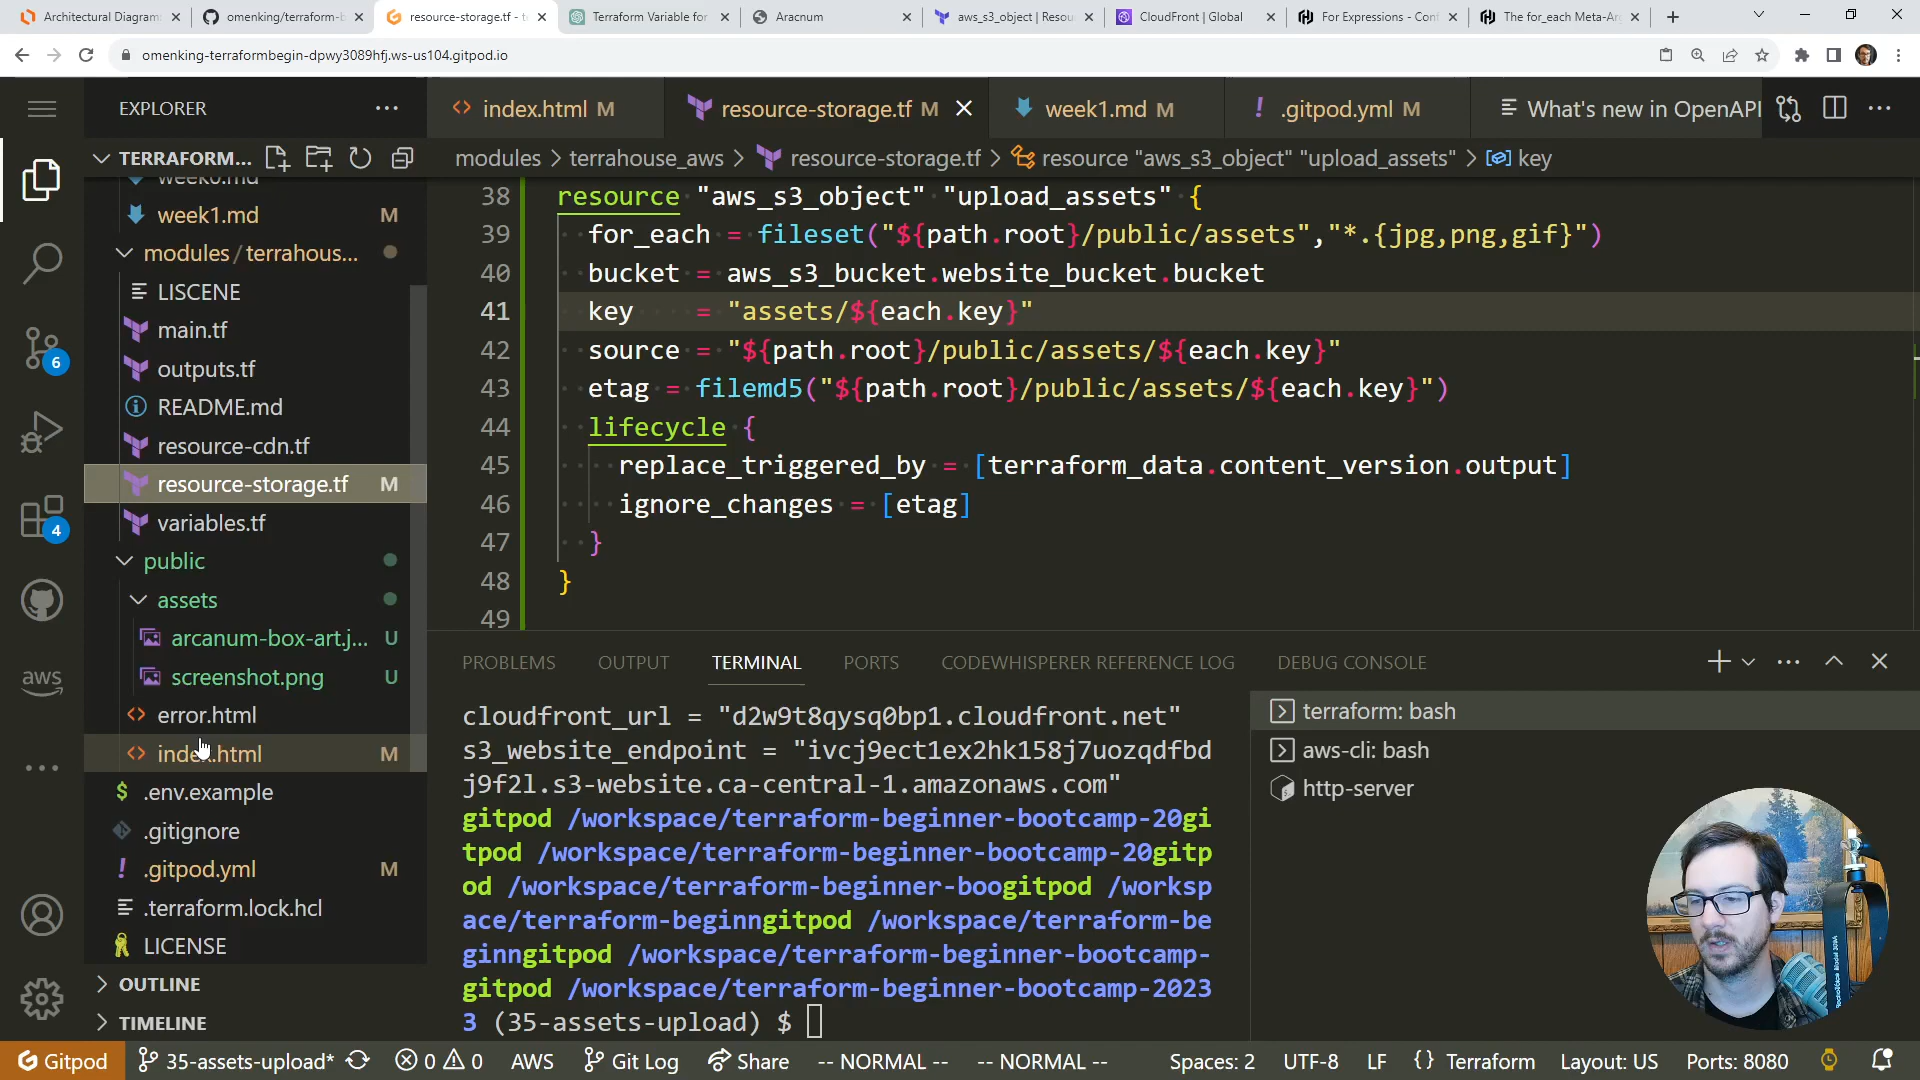 Architectural Diagram
omenking/terraform-b
resource-storage.tf - t
Terraform Variable for
Aracnum
aws_s3_object | Resou
CloudFront | Global
For Expressions - Conf
The for_each Meta-Ar
omenking-terraformbegin-dpwy3089hfj.ws-us104.gitpod.io
EXPLORER
TERRAFORM...
week0.md
week1.md M
modules / terrahous...
LISCENE
main.tf
outputs.tf
README.md
resource-cdn.tf
resource-storage.tf M
variables.tf
public
assets
arcanum-box-art.j... U
screenshot.png U
error.html
index.html M
.env.example
.gitignore
.gitpod.yml M
.terraform.lock.hcl
LICENSE
OUTLINE
TIMELINE
6
4
aws
index.html M
resource-storage.tf M
week1.md M
.gitpod.yml M
What's new in OpenAPI
modules > terrahouse_aws > resource-storage.tf > resource "aws_s3_object" "upload_assets" > key
38 resource "aws_s3_object" "upload_assets" {
39 for_each = fileset("${path.root}/public/assets","*.{jpg,png,gif}")
40 bucket = aws_s3_bucket.website_bucket.bucket
41 key    = "assets/${each.key}"
42 source = "${path.root}/public/assets/${each.key}"
43 etag = filemd5("${path.root}/public/assets/${each.key}")
44 lifecycle {
45 replace_triggered_by = [terraform_data.content_version.output]
46 ignore_changes = [etag]
47 }
48 }
49
PROBLEMS OUTPUT TERMINAL PORTS CODEWHISPERER REFERENCE LOG DEBUG CONSOLE
cloudfront_url = "d2w9t8qysq0bp1.cloudfront.net"
s3_website_endpoint = "ivcj9ect1ex2hk158j7uozqdfbd
j9f2l.s3-website.ca-central-1.amazonaws.com"
gitpod /workspace/terraform-beginner-bootcamp-20gi
tpod /workspace/terraform-beginner-bootcamp-20gitp
od /workspace/terraform-beginner-boogitpod /worksp
ace/terraform-beginngitpod /workspace/terraform-be
ginngitpod /workspace/terraform-beginner-bootcamp-
gitpod /workspace/terraform-beginner-bootcamp-2023
3 (35-assets-upload) $
terraform: bash
aws-cli: bash
http-server
Gitpod
35-assets-upload*
0
0
AWS
Git Log
Share
-- NORMAL --
-- NORMAL --
Spaces: 2
UTF-8
LF
{ } Terraform
Layout: US
Ports: 8080